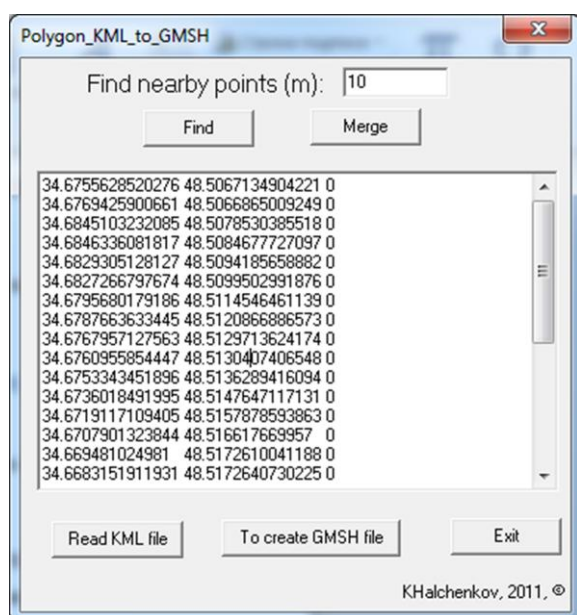 Polygon_KML_to_GMSH
Find nearby points (m): 10
Find Merge
34.6755628520276 48.5067134904221 0
34.6769425900661 48.5066865009249 0
34.6845103232085 48.5078530385518 0
34.6846336081817 48.5084677727097 0
34.6829305128127 48.5094185658882 0
34.6827266797674 48.5099502991876 0
34.6795680179186 48.5114546461139 0
34.6787663633445 48.5120866886573 0
34.6767957127563 48.5129713624174 0
34.6760955854447 48.5130407406548 0
34.6753343451896 48.5136289416094 0
34.6736018491995 48.5147647117131 0
34.6719117109405 48.5157878593863 0
34.6707901323844 48.516617669957 0
34.669481024981 48.5172610041188 0
34.6683151911931 48.5172640730225 0
Read KML file To create GMSH file Exit
KHalchenkov, 2011, ©